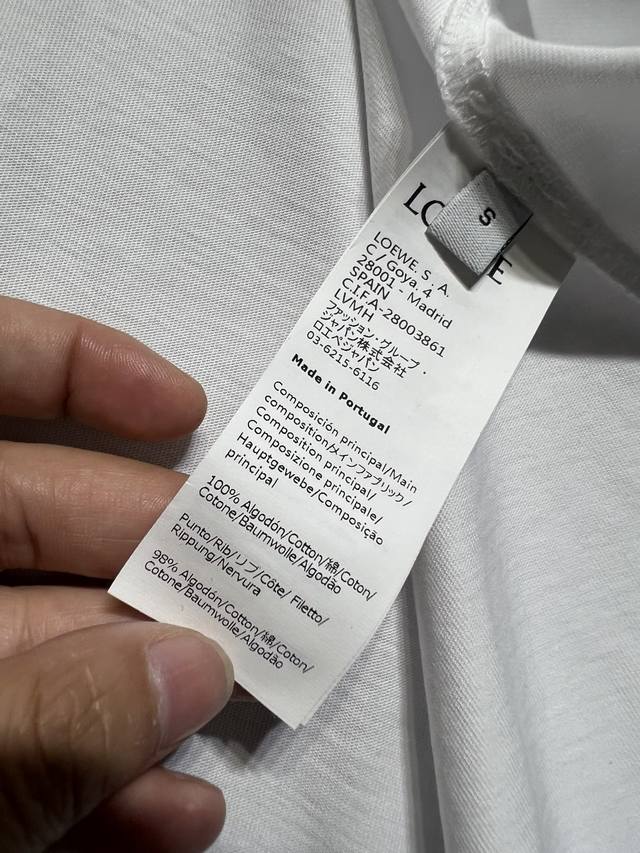 S
LOEWE. S. A.
C / Goya. 4
28001 - Madrid
SPAIN
C.I.F.A-28003861
LVMH
ファッション・グループ・
ジャパン株式会社
ロエベジャパン
03-6215-6116
Made in Portugal
Composición principal/Main
composition/メインファブリック/
Composition principal/
Composizione principale/
Hauptgewebe/Composição
principal
100% Algodón/Cotton/綿/Coton/
Cotone/Baumwolle/Algodão
Punto/Rib/リブ/Côte/ Filetto/
Rippung/Nervura
98% Algodón/Cotton/綿/Coton/
Cotone/Baumwolle/Algodão